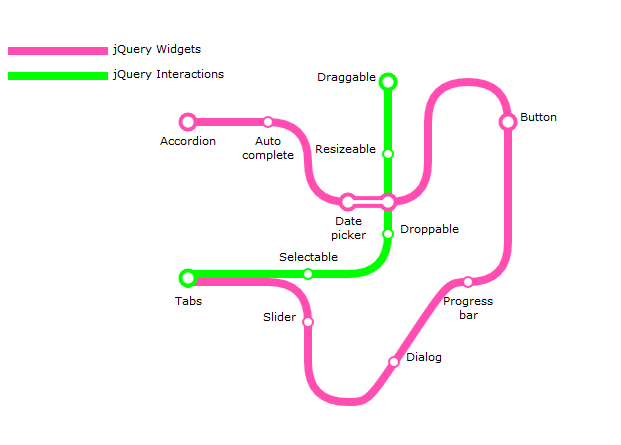 jQuery Widgets
jQuery Interactions
Draggable
Button
Accordion
Auto
complete
Resizeable
Date
picker
Droppable
Selectable
Tabs
Progress
bar
Slider
Dialog